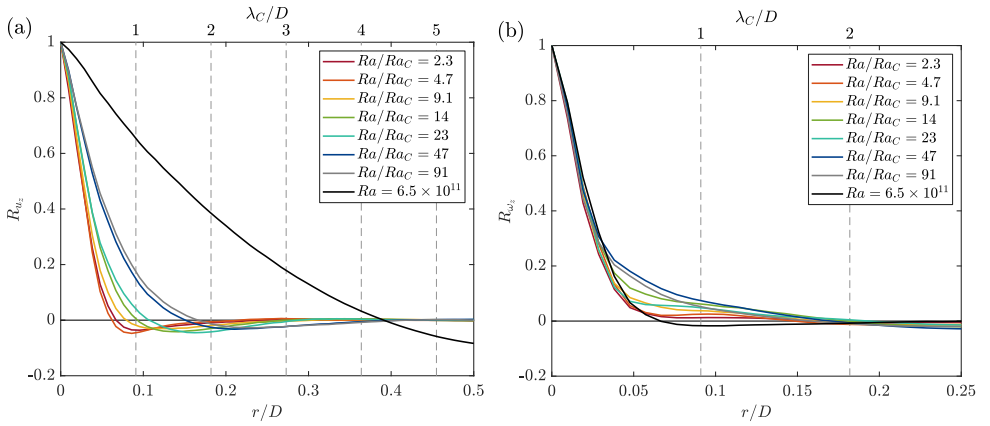 (a)
λ_C/D
1 2 3 4 5
1
0.8
0.6
0.4
0.2
0
-0.2
R_{u_z}
Ra/Ra_C = 2.3
Ra/Ra_C = 4.7
Ra/Ra_C = 9.1
Ra/Ra_C = 14
Ra/Ra_C = 23
Ra/Ra_C = 47
Ra/Ra_C = 91
Ra = 6.5 × 10^{11}
0 0.1 0.2 0.3 0.4 0.5
r/D
(b)
λ_C/D
1 2
1
0.8
0.6
0.4
0.2
0
-0.2
R_{ω_z}
Ra/Ra_C = 2.3
Ra/Ra_C = 4.7
Ra/Ra_C = 9.1
Ra/Ra_C = 14
Ra/Ra_C = 23
Ra/Ra_C = 47
Ra/Ra_C = 91
Ra = 6.5 × 10^{11}
0 0.05 0.1 0.15 0.2 0.25
r/D